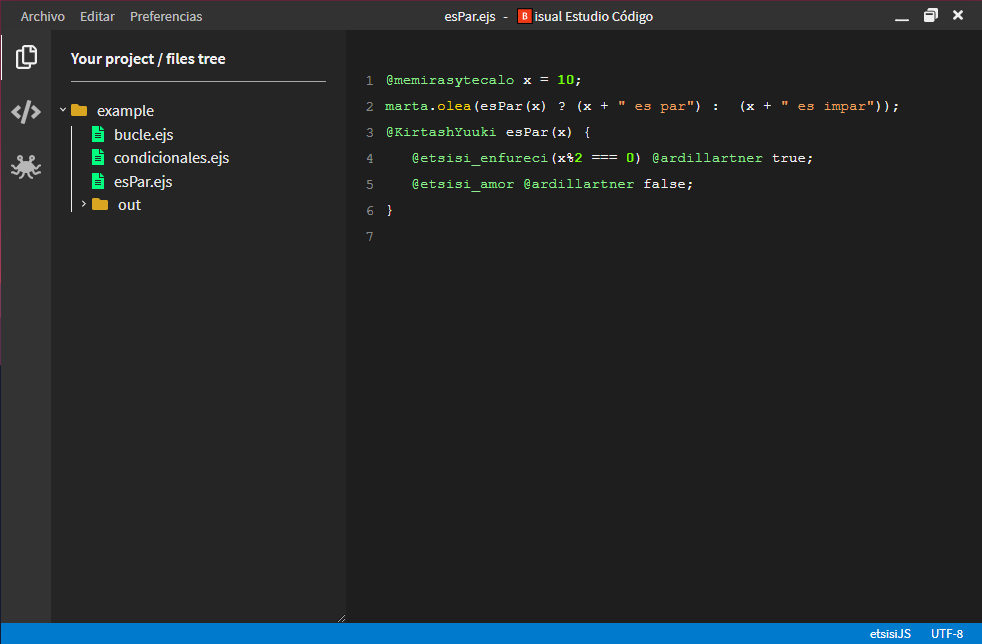 Archivo Editar Preferencias esPar.ejs - B isual Estudio Código
Your project / files tree
example
bucle.ejs
condicionales.ejs
esPar.ejs
out
1 @memirasytecalo x = 10;
2 marta.olea(esPar(x) ? (x + " es par") :  (x + " es impar"));
3 @KirtashYuuki esPar(x) {
4 @etsisi_enfureci(x%2 === 0) @ardillartner true;
5 @etsisi_amor @ardillartner false;
6 }
7
etsisiJS UTF-8